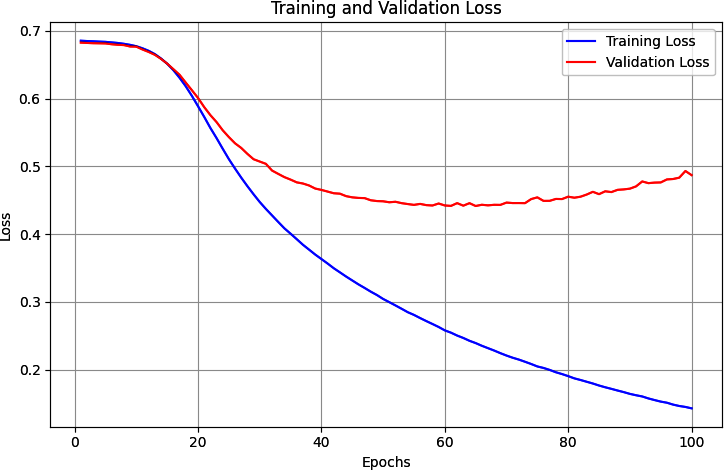 Training and Validation Loss
0.7
0.6
0.5
0.4
0.3
0.2
Loss
Training Loss
Validation Loss
0 20 40 60 80 100
Epochs